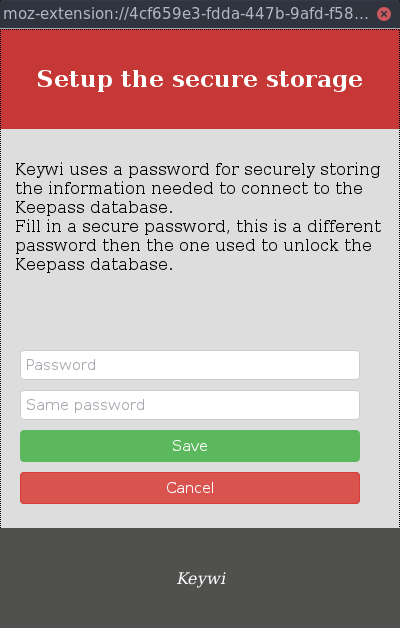 moz-extension://4cf659e3-fdda-447b-9afd-f58...
Setup the secure storage
Keywi uses a password for securely storing
the information needed to connect to the
Keepass database.
Fill in a secure password, this is a different
password then the one used to unlock the
Keepass database.
Password
Same password
Save
Cancel
Keywi